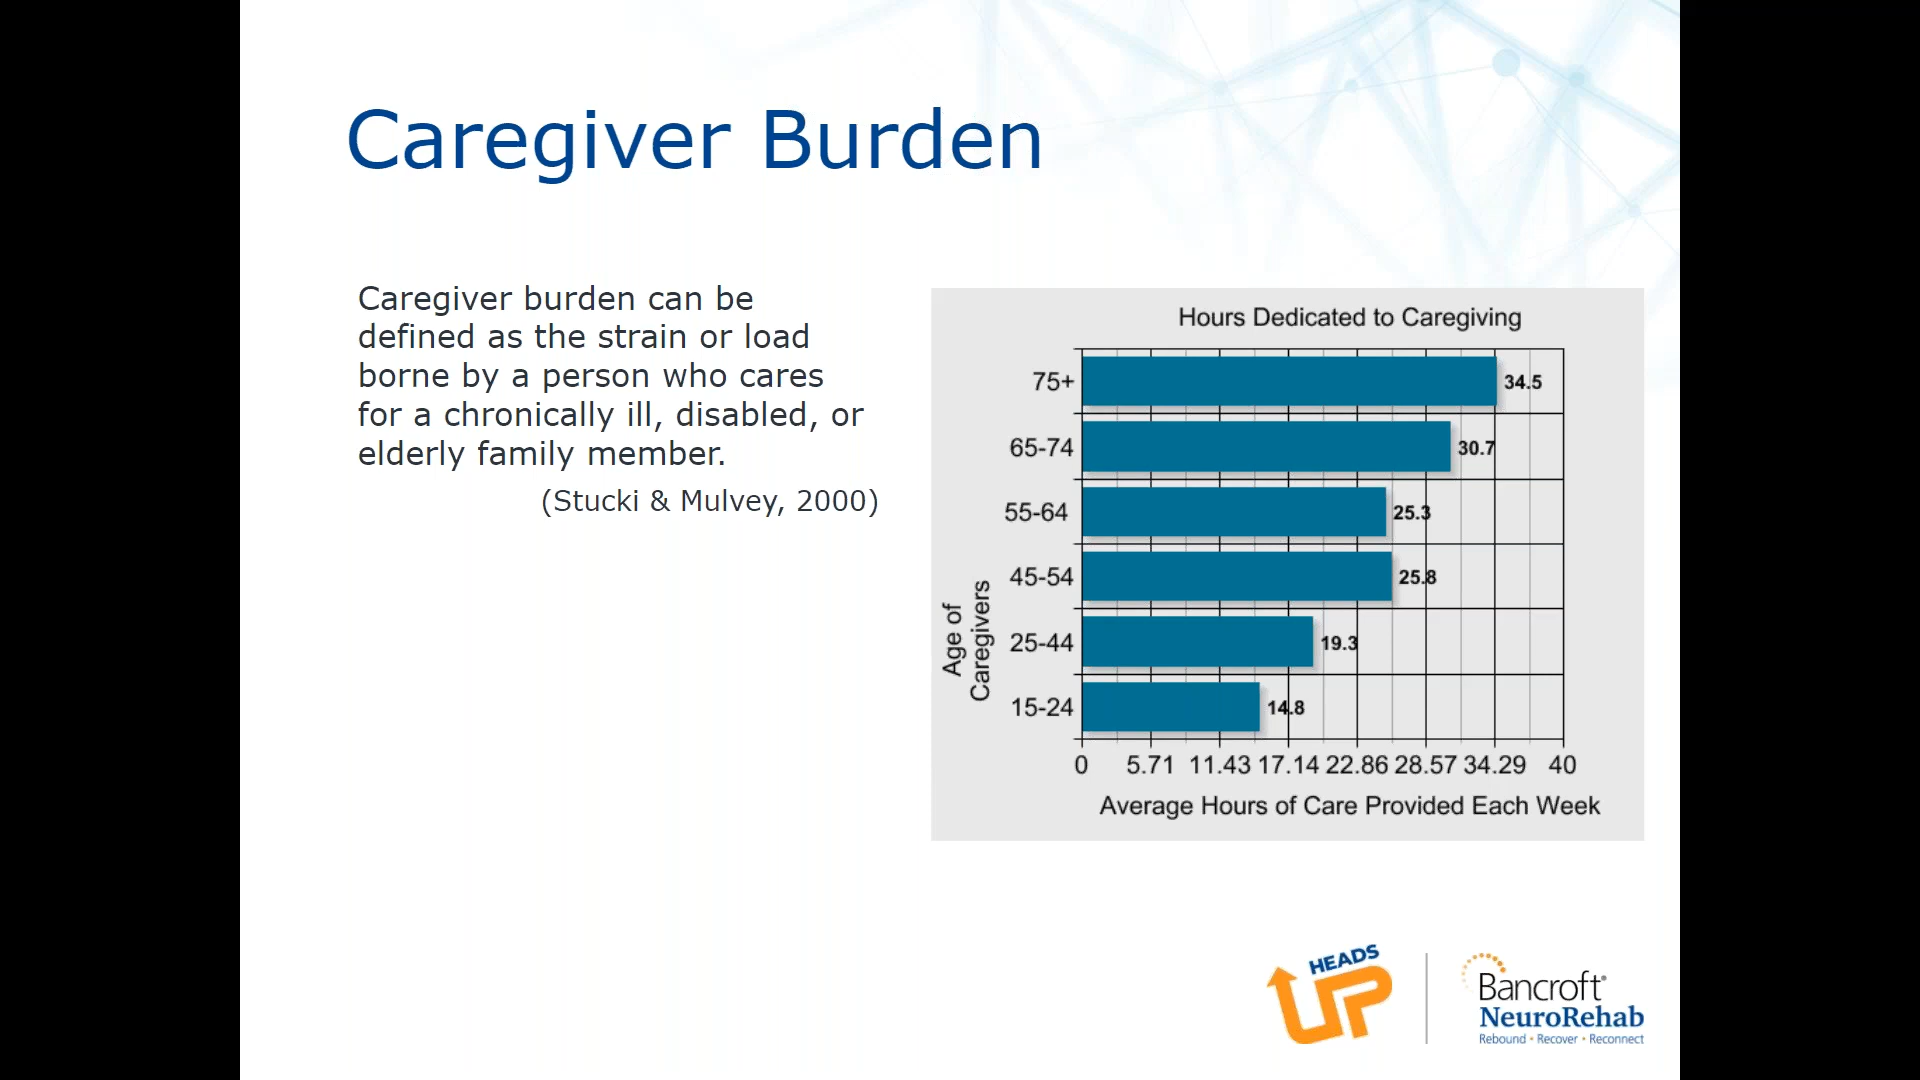 Caregiver Burden
Caregiver burden can be
defined as the strain or load
borne by a person who cares
for a chronically ill, disabled, or
elderly family member.
(Stucki & Mulvey, 2000)
Hours Dedicated to Caregiving
75+ 34.5
65-74 30.7
55-64 25.3
45-54 25.8
25-44 19.3
15-24 14.8
Age of
Caregivers
0 5.71 11.43 17.14 22.86 28.57 34.29 40
Average Hours of Care Provided Each Week
HEADS
UP
Bancroft®
NeuroRehab
Rebound • Recover • Reconnect